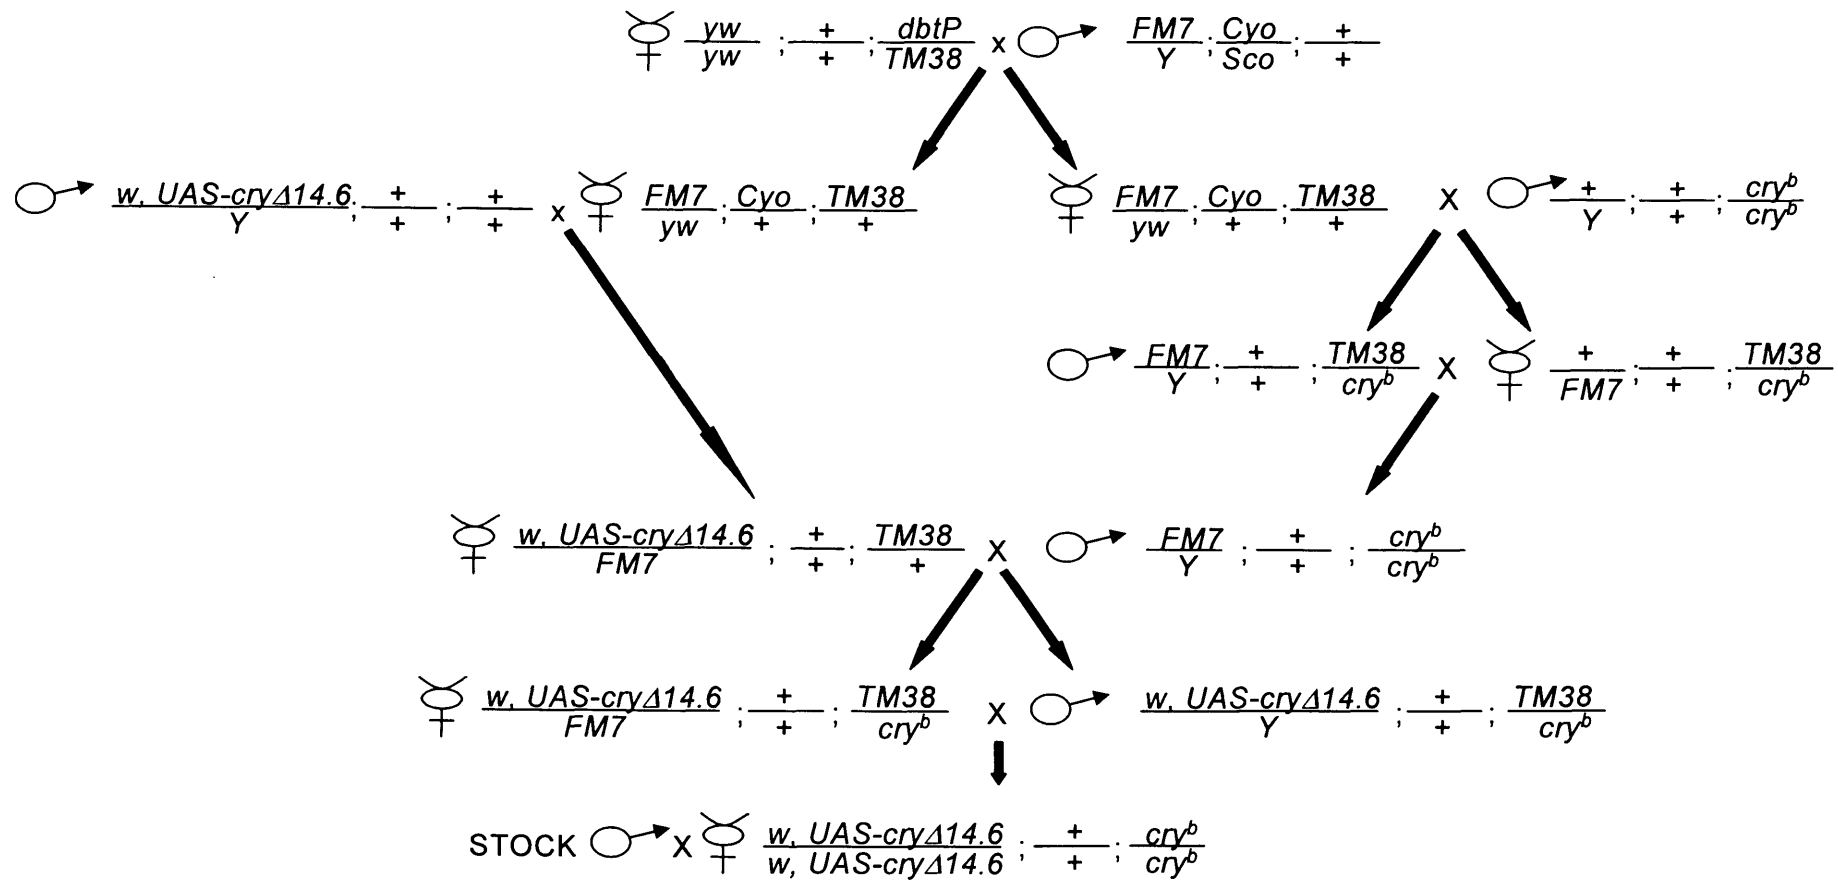 yw/yw ; +/+ ; dbtP/TM38 x FM7/Y ; Cyo/Sco ; +/+
w, UAS-cryΔ14.6/Y ; +/+ ; +/+ x FM7/yw ; Cyo/+ ; TM38/+ FM7/yw ; Cyo/+ ; TM38/+ X +/Y ; +/+ ; cryᵇ/cryᵇ
FM7/Y ; +/+ ; TM38/cryᵇ X +/FM7 ; +/+ ; TM38/cryᵇ
w, UAS-cryΔ14.6/FM7 ; +/+ ; TM38/+ X FM7/Y ; +/+ ; cryᵇ/cryᵇ
w, UAS-cryΔ14.6/FM7 ; +/+ ; TM38/cryᵇ X w, UAS-cryΔ14.6/Y ; +/+ ; TM38/cryᵇ
STOCK X w, UAS-cryΔ14.6/w, UAS-cryΔ14.6 ; +/+ ; cryᵇ/cryᵇ